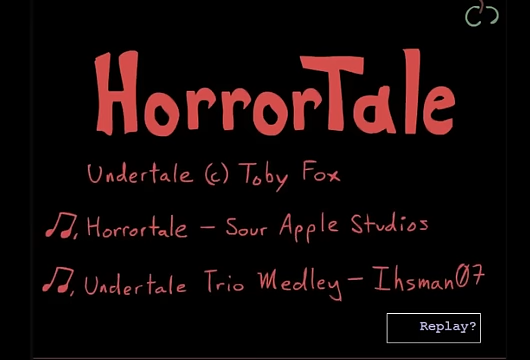 HorrorTale
Undertale (c) Toby Fox
♫, Horrortale - Sour Apple Studios
♫, Undertale Trio Medley - Ihsman07
Replay?